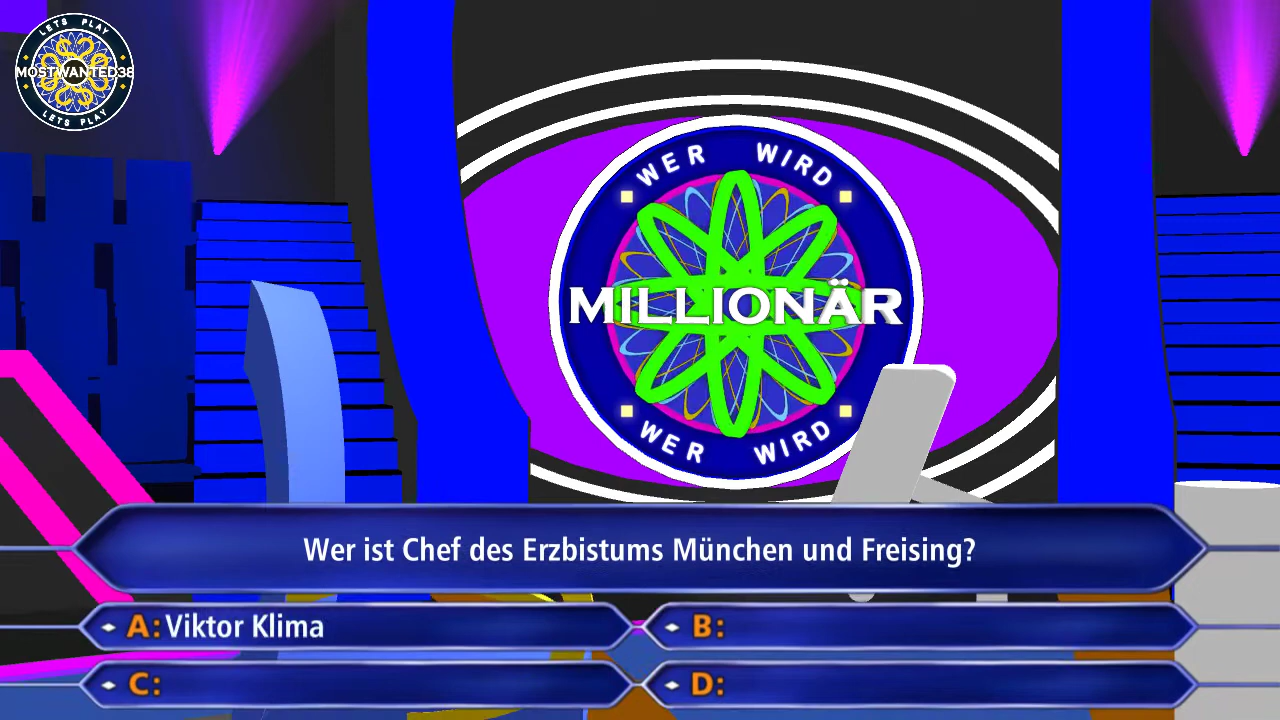 LETS PLAY
MOSTWANTED38
LETS PLAY
WER WIRD
MILLIONÄR
WER WIRD
Wer ist Chef des Erzbistums München und Freising?
A: Viktor Klima
B:
C:
D: